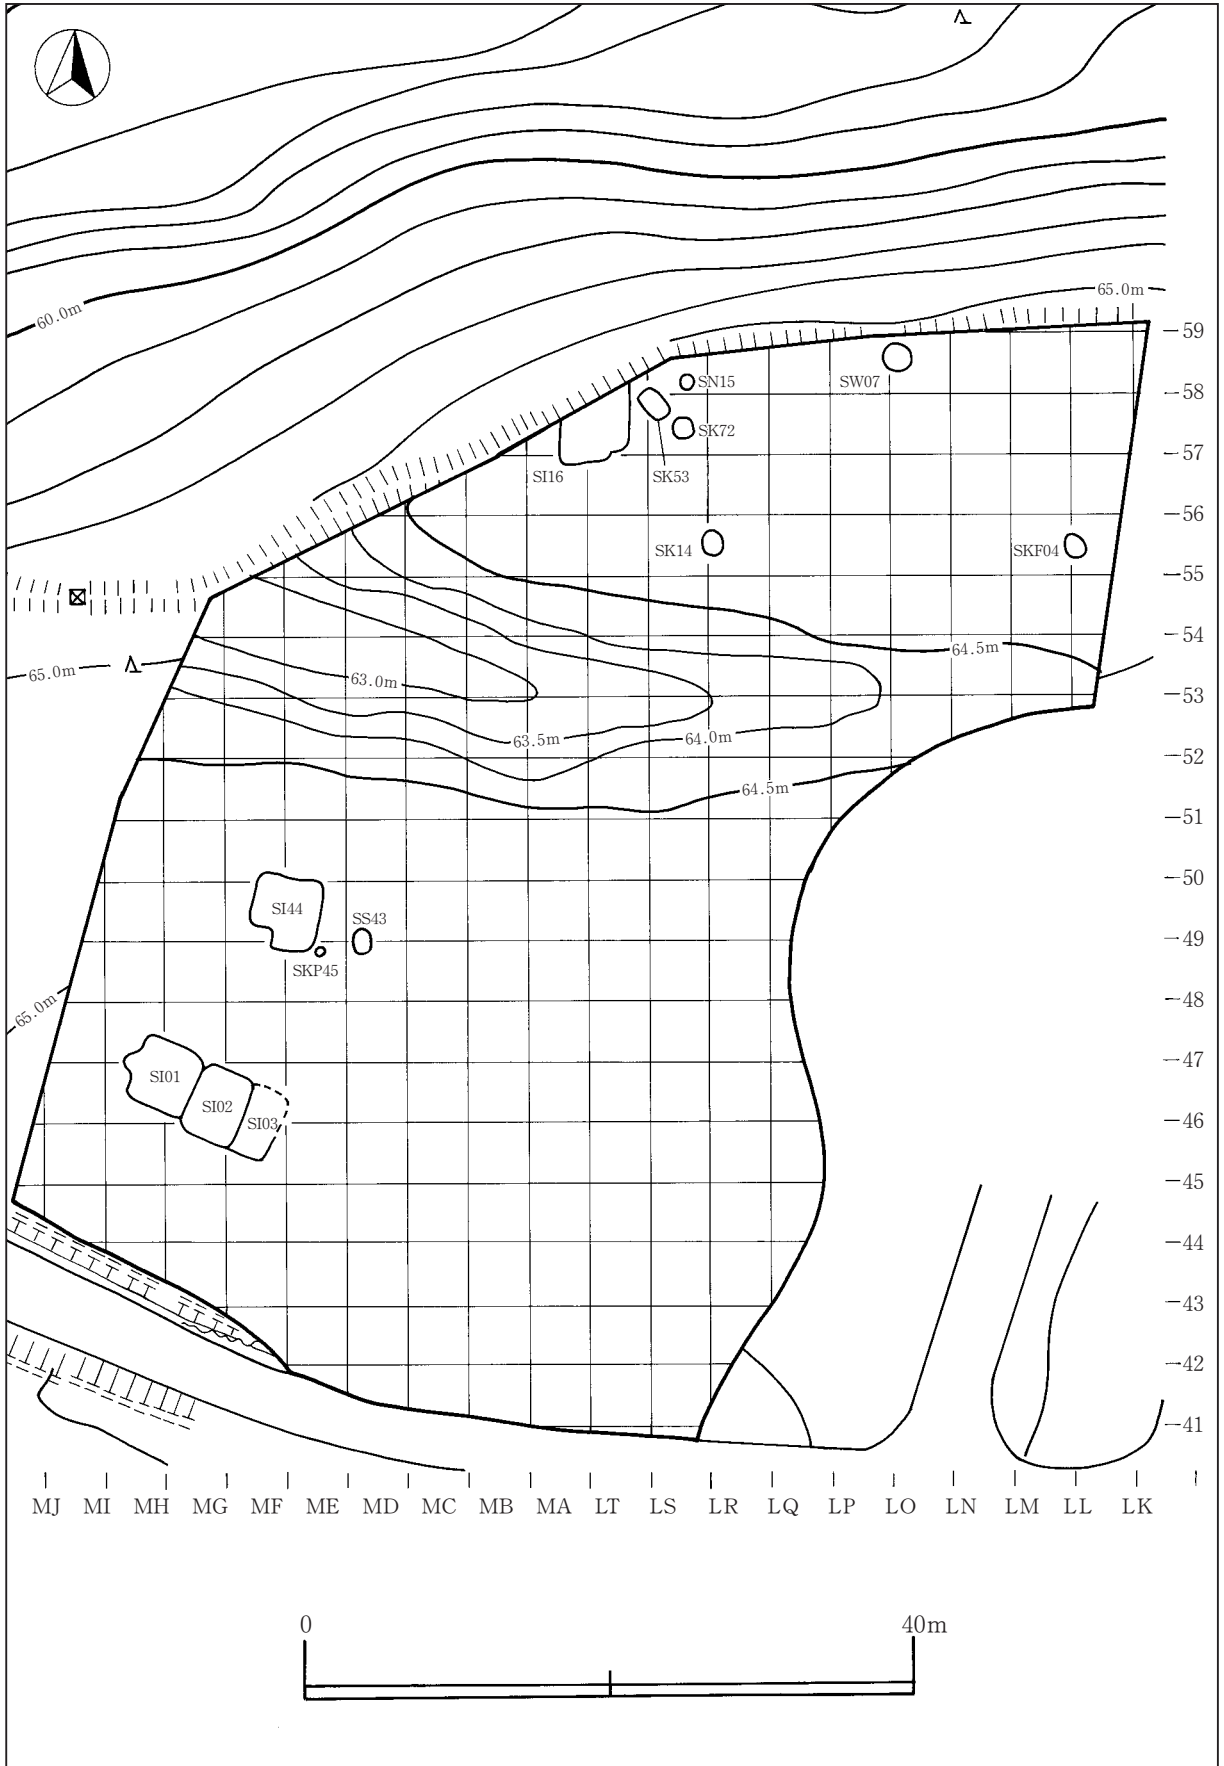 60.0m
65.0m
59
SN15
SW07
58
SK72
57
SI16
SK53
56
SK14
SKF04
55
54
64.5m
65.0m
63.0m
53
63.5m
64.0m
52
64.5m
51
50
SI44
SS43
49
SKP45
48
65.0m
47
SI01
SI02
SI03
46
45
44
43
42
41
MJ MI MH MG MF ME MD MC MB MA LT LS LR LQ LP LO LN LM LL LK
0 40m